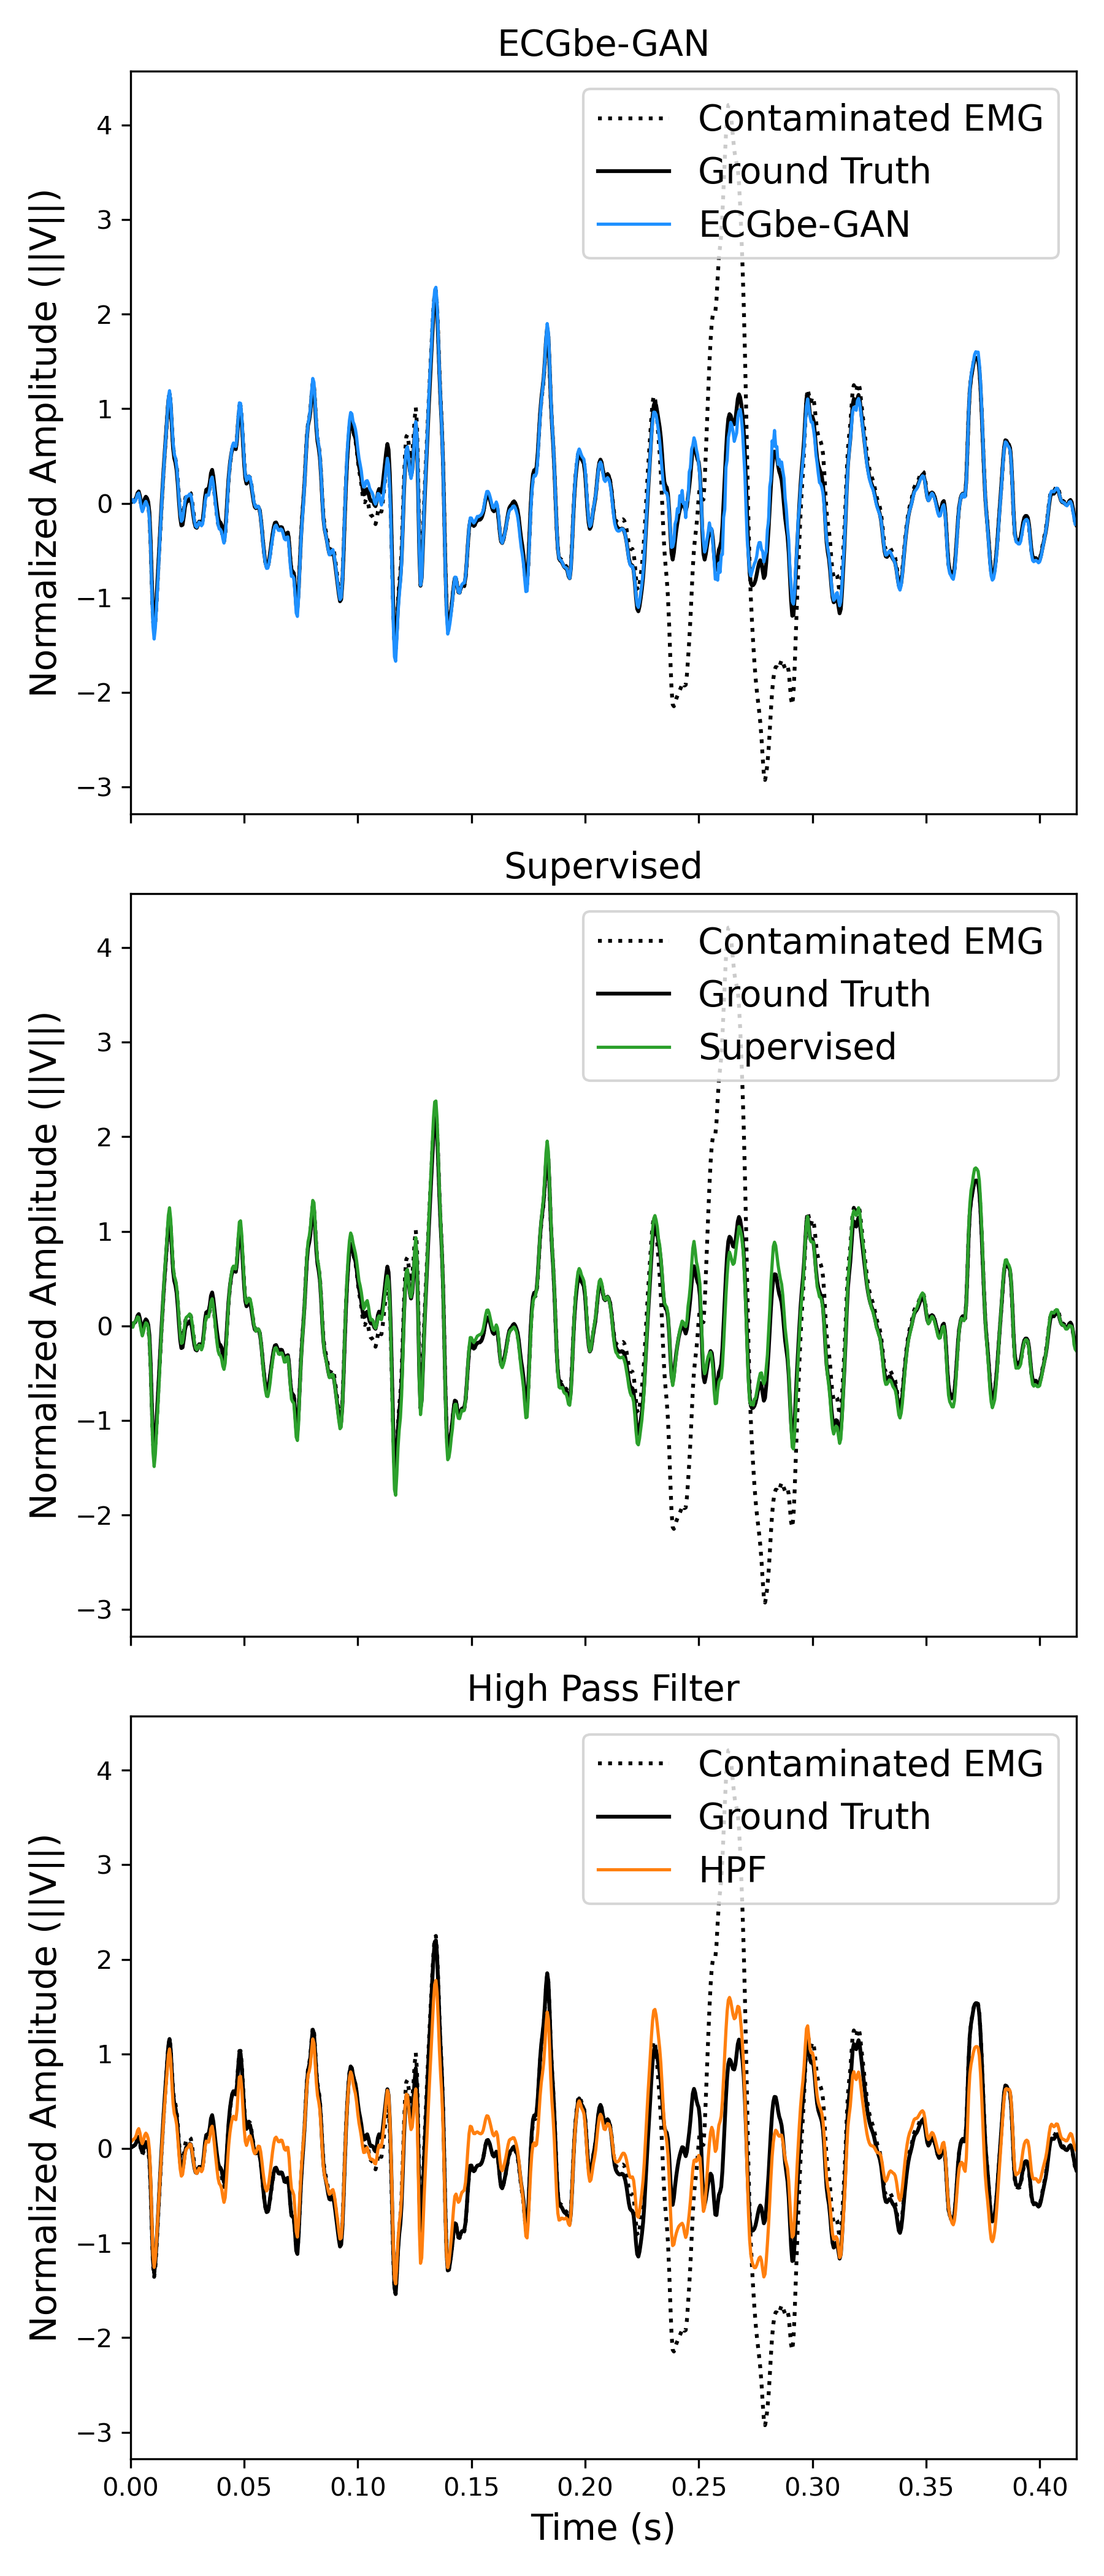 ECGbe-GAN
Contaminated EMG
Ground Truth
ECGbe-GAN
Normalized Amplitude (||V||)
4
3
2
1
0
−1
−2
−3
Supervised
Contaminated EMG
Ground Truth
Supervised
Normalized Amplitude (||V||)
4
3
2
1
0
−1
−2
−3
High Pass Filter
Contaminated EMG
Ground Truth
HPF
Normalized Amplitude (||V||)
4
3
2
1
0
−1
−2
−3
0.00 0.05 0.10 0.15 0.20 0.25 0.30 0.35 0.40
Time (s)